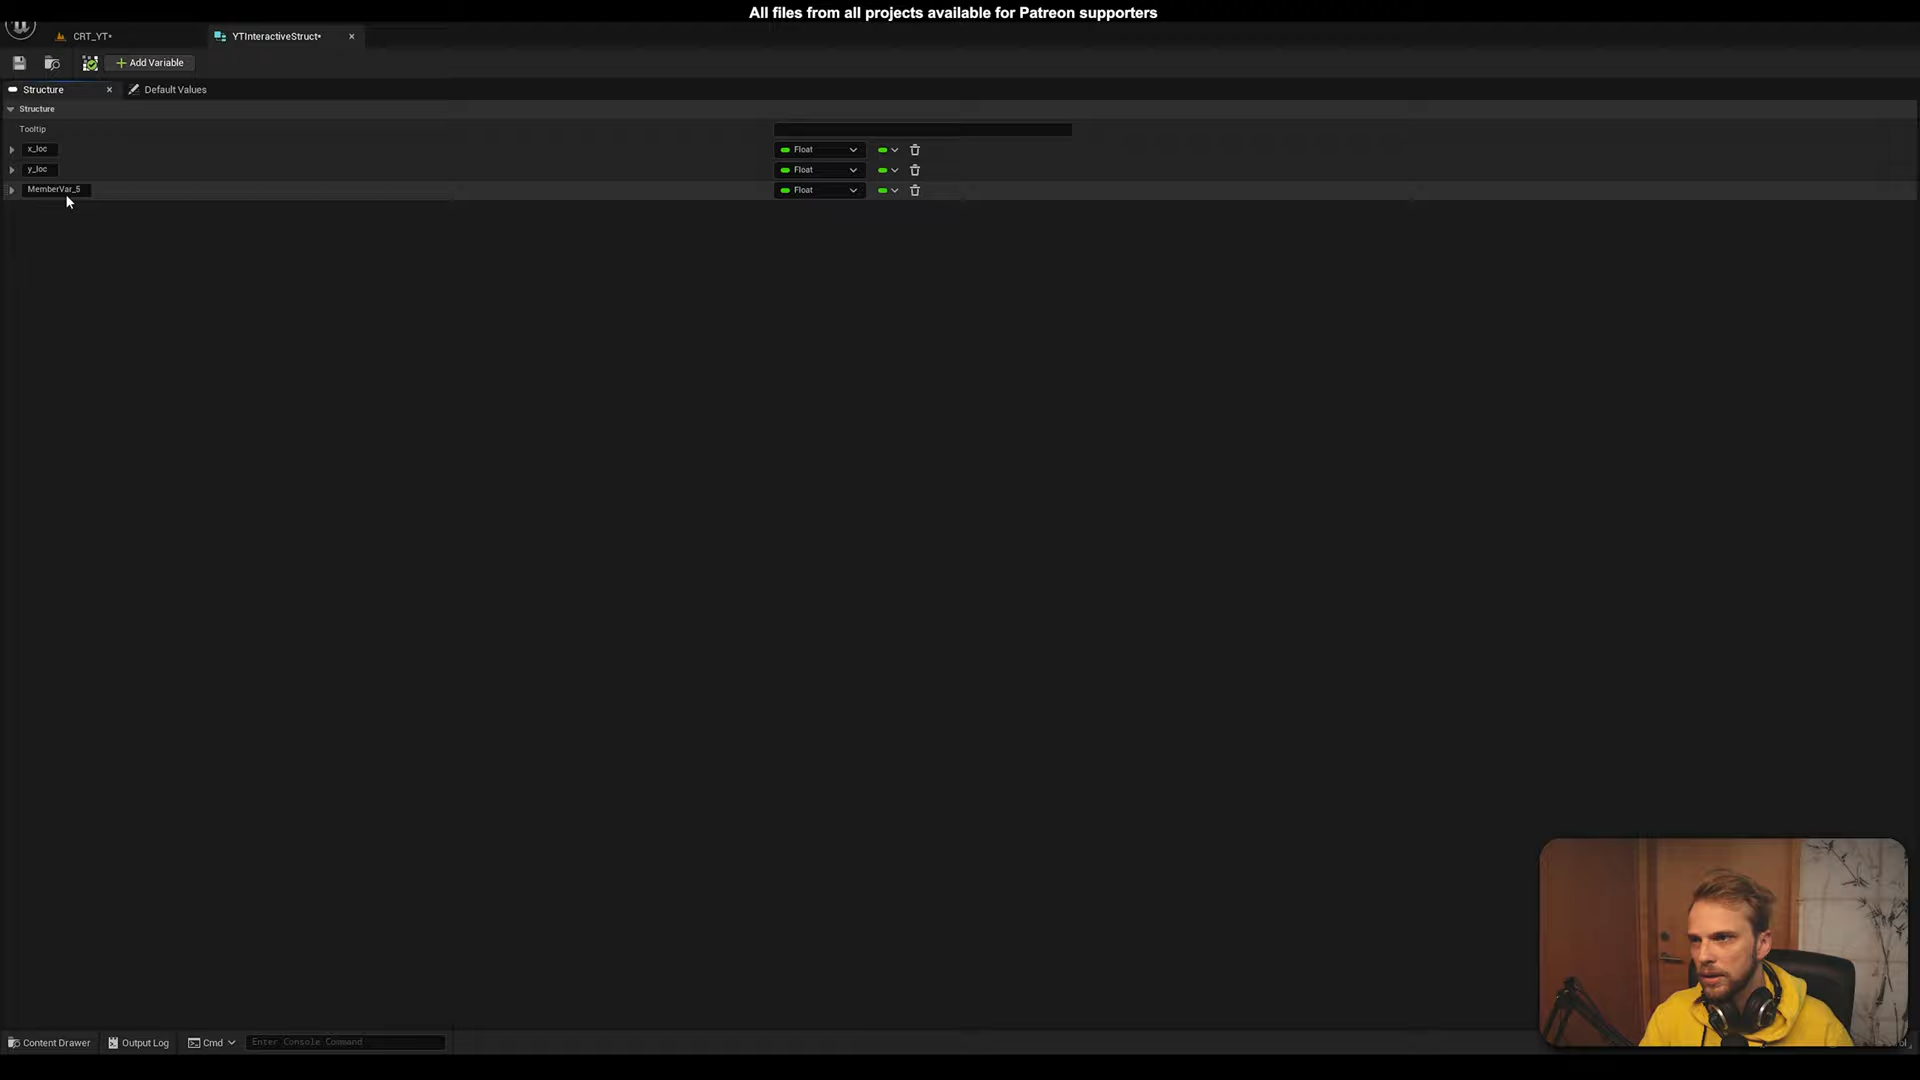 All files from all projects available for Patreon supporters
CRT_YT*
YTInteractiveStruct*
Add Variable
Structure
Default Values
Structure
Tooltip
x_loc
Float
y_loc
Float
MemberVar_5
Float
Content Drawer
Output Log
Cmd
Enter Console Command